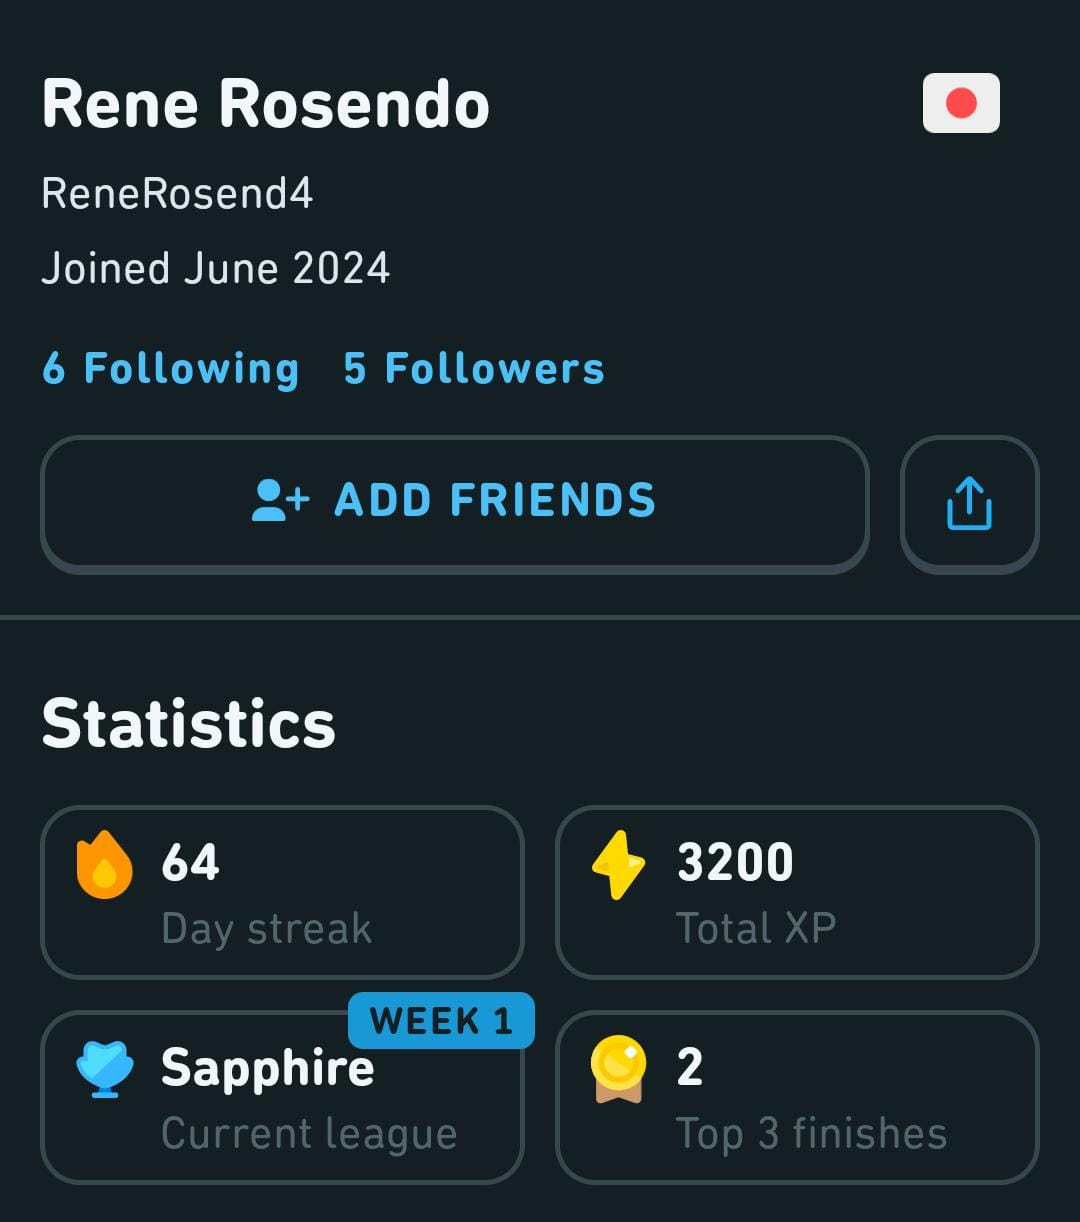 Rene Rosendo
ReneRosend4
Joined June 2024
6 Following 5 Followers
ADD FRIENDS
Statistics
64
Day streak
3200
Total XP
WEEK 1
Sapphire
Current league
2
Top 3 finishes